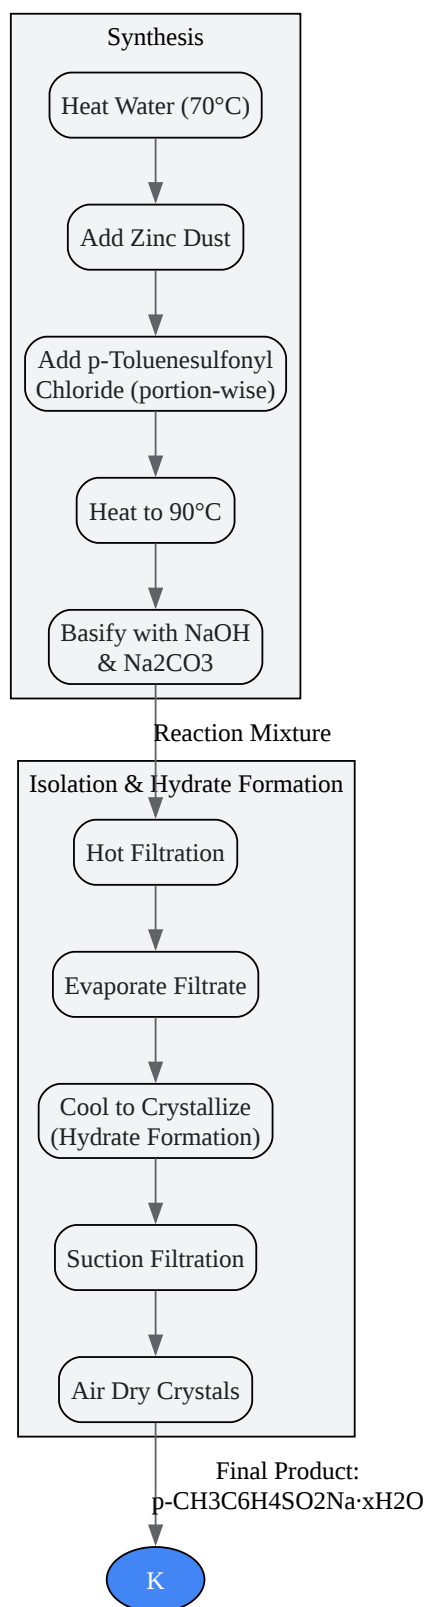 Synthesis
Heat Water (70°C)
Add Zinc Dust
Add p-Toluenesulfonyl
Chloride (portion-wise)
Heat to 90°C
Basify with NaOH
& Na2CO3
Reaction Mixture
Isolation & Hydrate Formation
Hot Filtration
Evaporate Filtrate
Cool to Crystallize
(Hydrate Formation)
Suction Filtration
Air Dry Crystals
Final Product:
p-CH3C6H4SO2Na·xH2O
K